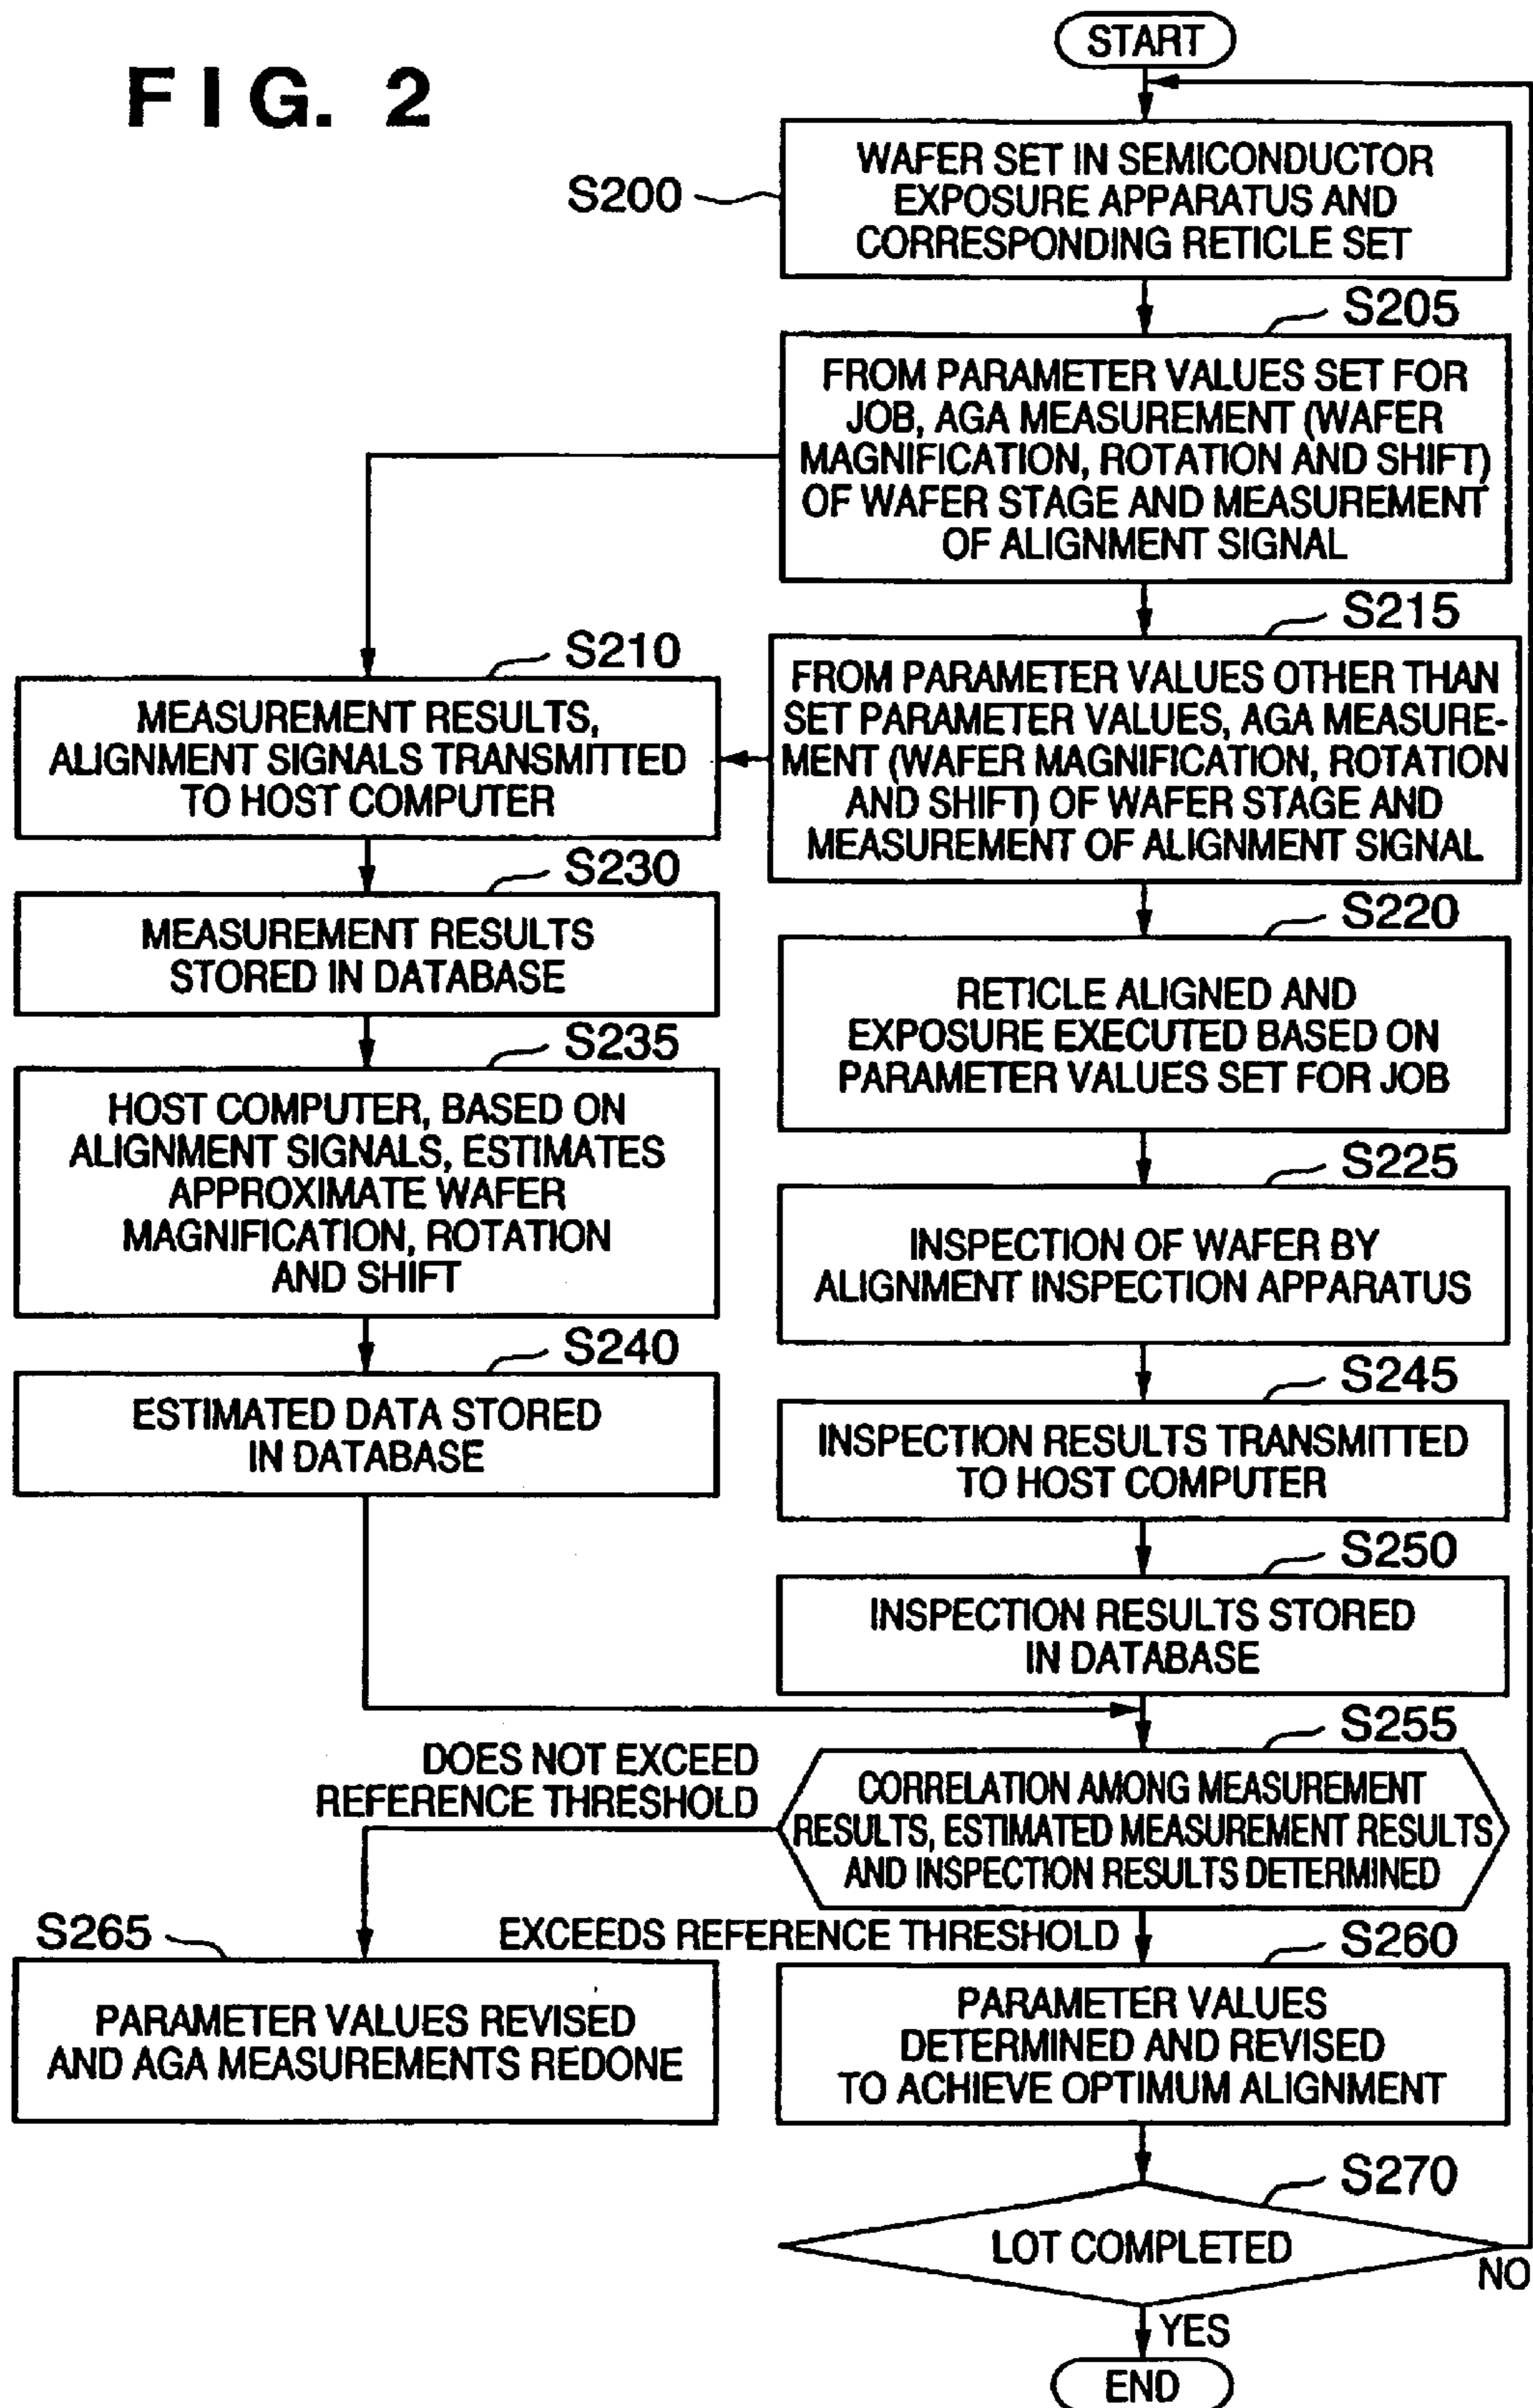 FIG. 2
START
S200
WAFER SET IN SEMICONDUCTOR
EXPOSURE APPARATUS AND
CORRESPONDING RETICLE SET
S205
FROM PARAMETER VALUES SET FOR
JOB, AGA MEASUREMENT (WAFER
MAGNIFICATION, ROTATION AND SHIFT)
OF WAFER STAGE AND MEASUREMENT
OF ALIGNMENT SIGNAL
S210
MEASUREMENT RESULTS,
ALIGNMENT SIGNALS TRANSMITTED
TO HOST COMPUTER
S215
FROM PARAMETER VALUES OTHER THAN
SET PARAMETER VALUES, AGA MEASURE-
MENT (WAFER MAGNIFICATION, ROTATION
AND SHIFT) OF WAFER STAGE AND
MEASUREMENT OF ALIGNMENT SIGNAL
S230
MEASUREMENT RESULTS
STORED IN DATABASE
S220
RETICLE ALIGNED AND
EXPOSURE EXECUTED BASED ON
PARAMETER VALUES SET FOR JOB
S235
HOST COMPUTER, BASED ON
ALIGNMENT SIGNALS, ESTIMATES
APPROXIMATE WAFER
MAGNIFICATION, ROTATION
AND SHIFT
S225
INSPECTION OF WAFER BY
ALIGNMENT INSPECTION APPARATUS
S240
ESTIMATED DATA STORED
IN DATABASE
S245
INSPECTION RESULTS TRANSMITTED
TO HOST COMPUTER
S250
INSPECTION RESULTS STORED
IN DATABASE
S255
CORRELATION AMONG MEASUREMENT
RESULTS, ESTIMATED MEASUREMENT RESULTS
AND INSPECTION RESULTS DETERMINED
DOES NOT EXCEED
REFERENCE THRESHOLD
S265
PARAMETER VALUES REVISED
AND AGA MEASUREMENTS REDONE
EXCEEDS REFERENCE THRESHOLD
S260
PARAMETER VALUES
DETERMINED AND REVISED
TO ACHIEVE OPTIMUM ALIGNMENT
S270
LOT COMPLETED
NO
YES
END